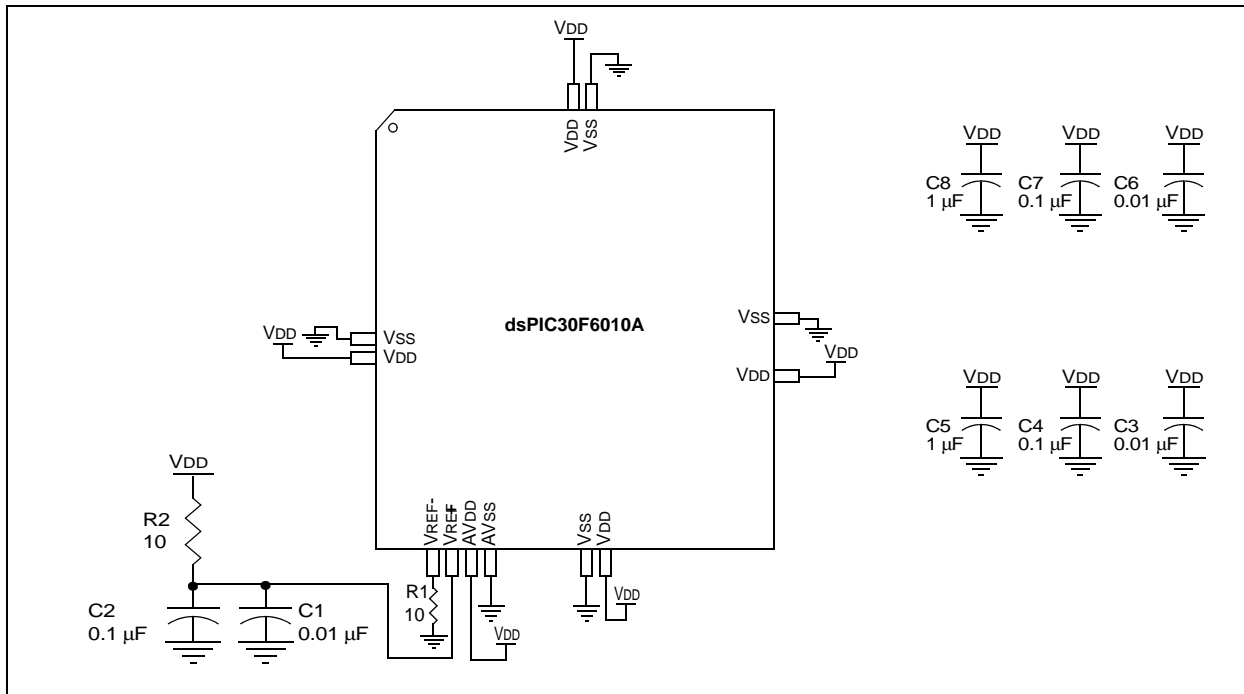 VDD
VDD
VSS
VDD
VDD
VDD
C8
1 µF
C7
0.1 µF
C6
0.01 µF
dsPIC30F6010A
VDD
VSS
VDD
VSS
VDD
VDD
VDD
VDD
VDD
C5
1 µF
C4
0.1 µF
C3
0.01 µF
VDD
R2
10
C2
0.1 µF
C1
0.01 µF
VREF-
VREF+
AVDD
AVSS
VSS
VDD
R1
10
VDD
VDD